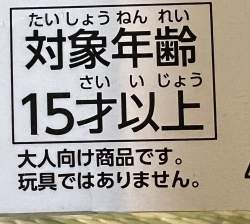 たいしょうねんれい
対象年齢
さいいじょう
15才以上
大人向け商品です。
玩具ではありません。